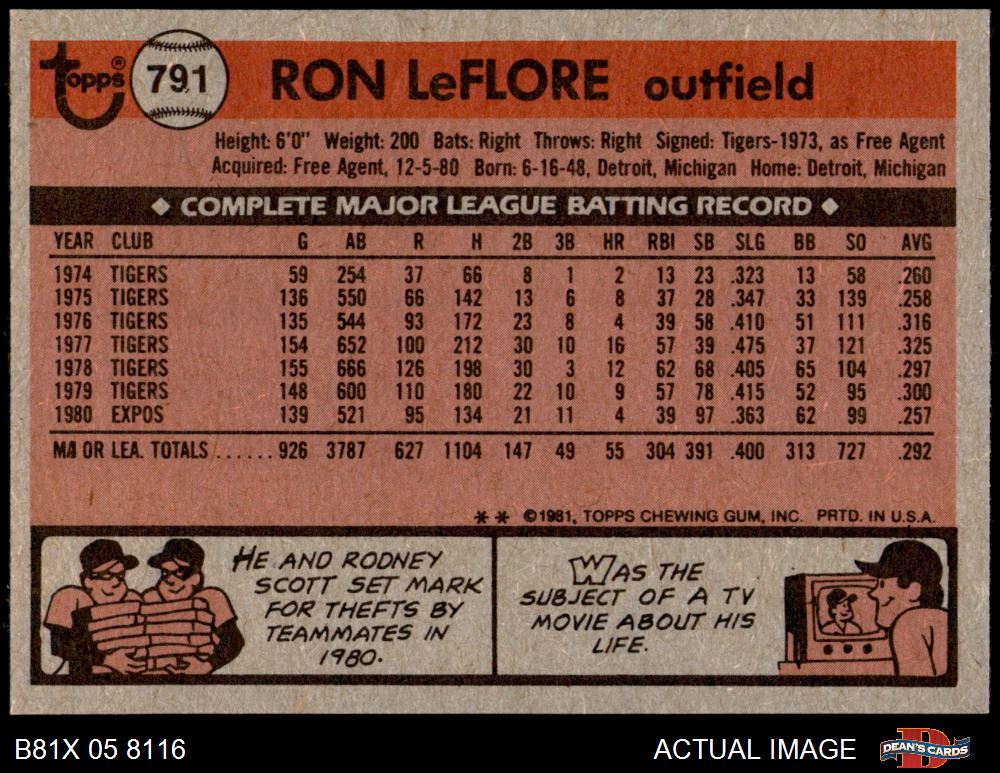 Topps® 791 RON LeFLORE outfield
Height: 6'0" Weight: 200 Bats: Right Throws: Right Signed: Tigers-1973, as Free Agent
Acquired: Free Agent, 12-5-80 Born: 6-16-48, Detroit, Michigan Home: Detroit, Michigan
◆ COMPLETE MAJOR LEAGUE BATTING RECORD ◆
YEAR CLUB G AB R H 2B 3B HR RBI SB SLG BB SO AVG
1974 TIGERS 59 254 37 66 8 1 2 13 23 .323 13 58 .260
1975 TIGERS 136 550 66 142 13 6 8 37 28 .347 33 139 .258
1976 TIGERS 135 544 93 172 23 8 4 39 58 .410 51 111 .316
1977 TIGERS 154 652 100 212 30 10 16 57 39 .475 37 121 .325
1978 TIGERS 155 666 126 198 30 3 12 62 68 .405 65 104 .297
1979 TIGERS 148 600 110 180 22 10 9 57 78 .415 52 95 .300
1980 EXPOS 139 521 95 134 21 11 4 39 97 .363 62 99 .257
MAJOR LEA. TOTALS ...... 926 3787 627 1104 147 49 55 304 391 .400 313 727 .292
** ©1981, TOPPS CHEWING GUM, INC. PRTD. IN U.S.A.
HE AND RODNEY
SCOTT SET MARK
FOR THEFTS BY
TEAMMATES IN
1980.
WAS THE
SUBJECT OF A TV
MOVIE ABOUT HIS
LIFE.
B81X 05 8116 ACTUAL IMAGE DEAN'S CARDS